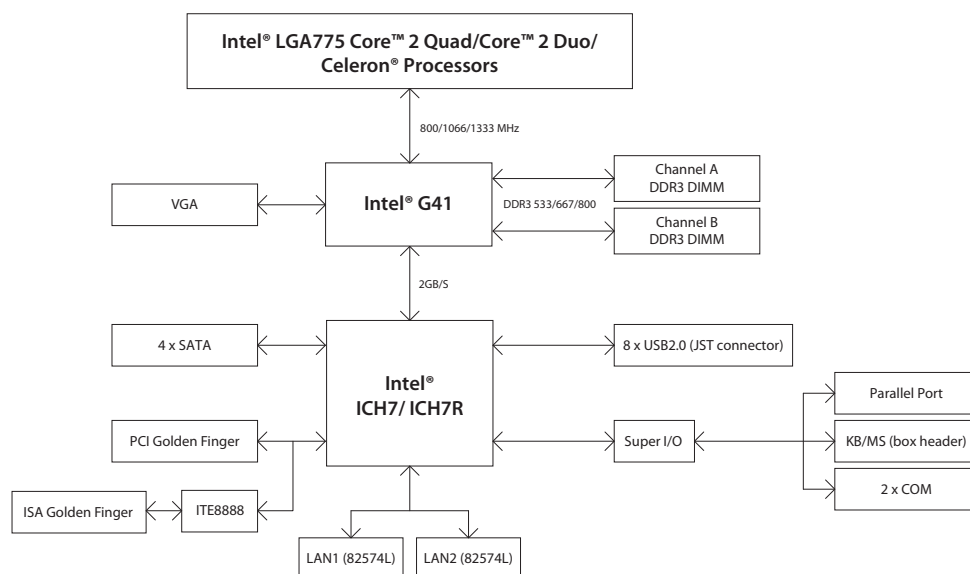 Intel® LGA775 Core™ 2 Quad/Core™ 2 Duo/
Celeron® Processors
800/1066/1333 MHz
VGA
Intel® G41
DDR3 533/667/800
Channel A
DDR3 DIMM
Channel B
DDR3 DIMM
2GB/S
4 x SATA
Intel®
ICH7/ ICH7R
8 x USB2.0 (JST connector)
PCI Golden Finger
Super I/O
Parallel Port
KB/MS (box header)
2 x COM
ISA Golden Finger
ITE8888
LAN1 (82574L)
LAN2 (82574L)